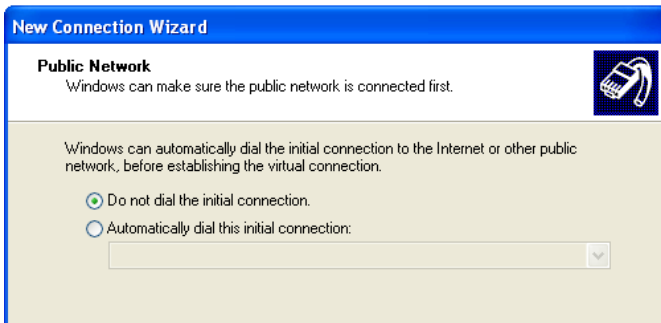 New Connection Wizard
Public Network
Windows can make sure the public network is connected first.
Windows can automatically dial the initial connection to the Internet or other public
network, before establishing the virtual connection.
Do not dial the initial connection.
Automatically dial this initial connection: